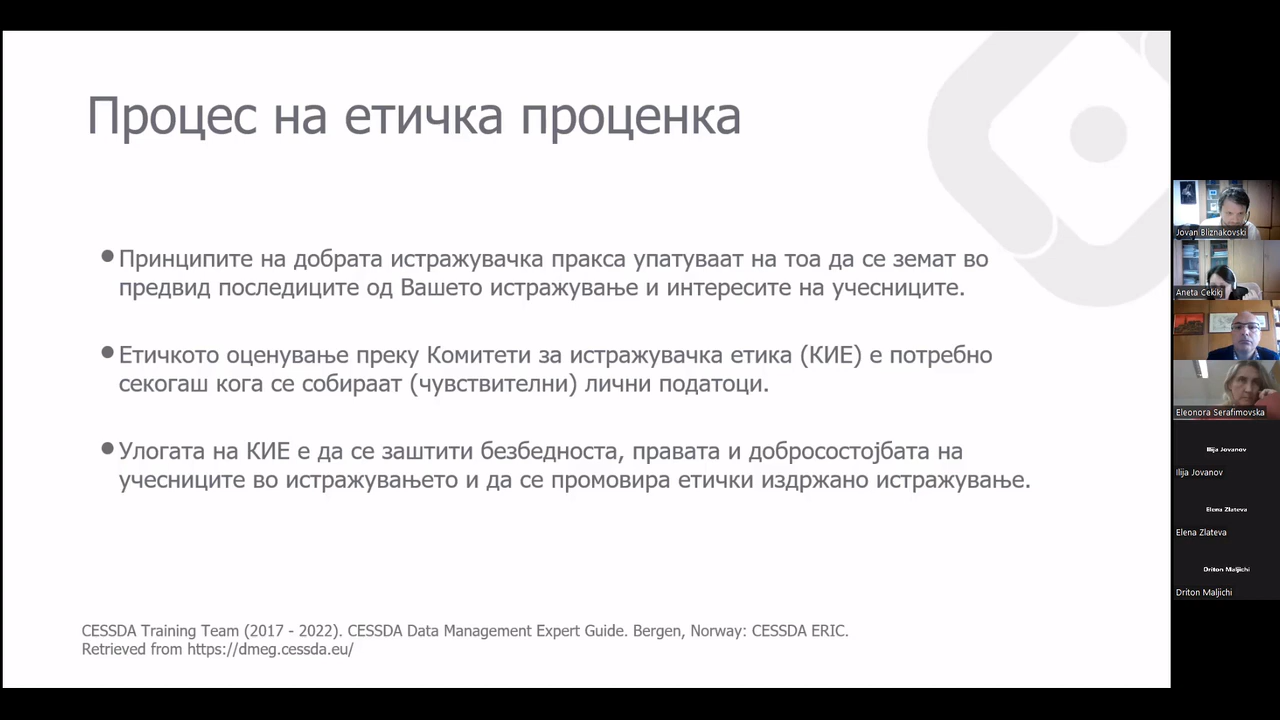 Процес на етичка проценка
●Принципите на добрата истражувачка пракса упатуваат на тоа да се земат во
предвид последиците од Вашето истражување и интересите на учесниците.
●Етичкото оценување преку Комитети за истражувачка етика (КИЕ) е потребно
секогаш кога се собираат (чувствителни) лични податоци.
●Улогата на КИЕ е да се заштити безбедноста, правата и добросостојбата на
учесниците во истражувањето и да се промовира етички издржано истражување.
CESSDA Training Team (2017 - 2022). CESSDA Data Management Expert Guide. Bergen, Norway: CESSDA ERIC.
Retrieved from https://dmeg.cessda.eu/
Jovan Bliznakovski
Aneta Cekikj
Eleonora Serafimovska
Ilija Jovanov
Ilija Jovanov
Elena Zlateva
Elena Zlateva
Driton Maljichi
Driton Maljichi